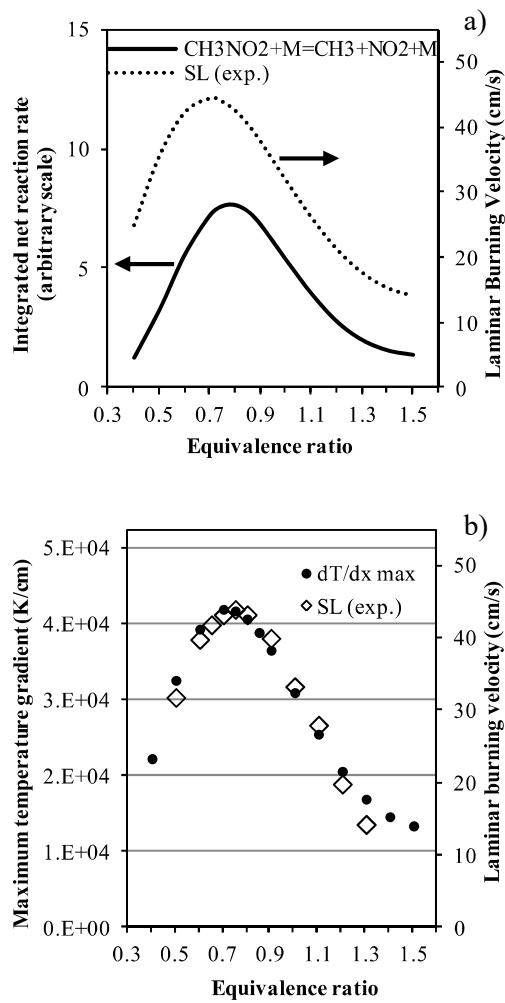 a)
15
10
5
0
50
40
30
20
10
0
CH3NO2+M=CH3+NO2+M
SL (exp.)
Integrated net reaction rate
(arbitrary scale)
Laminar Burning Velocity (cm/s)
0.3 0.5 0.7 0.9 1.1 1.3 1.5
Equivalence ratio
b)
5.E+04
4.E+04
3.E+04
2.E+04
1.E+04
0.E+00
50
40
30
20
10
0
dT/dx max
SL (exp.)
Maximum temperature gradient (K/cm)
Laminar burning velocity (cm/s)
0.3 0.5 0.7 0.9 1.1 1.3 1.5
Equivalence ratio